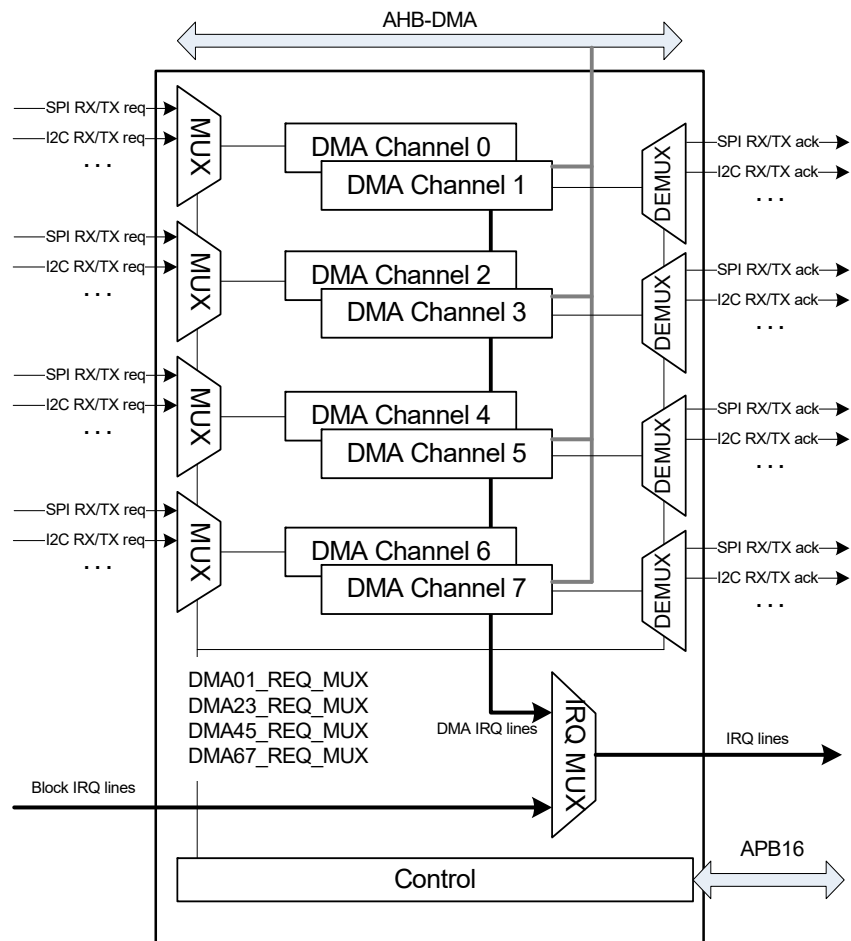 AHB-DMA
SPI RX/TX req
I2C RX/TX req
. . .
MUX
DMA Channel 0
DMA Channel 1
DEMUX
SPI RX/TX ack
I2C RX/TX ack
. . .
SPI RX/TX req
I2C RX/TX req
. . .
MUX
DMA Channel 2
DMA Channel 3
DEMUX
SPI RX/TX ack
I2C RX/TX ack
. . .
SPI RX/TX req
I2C RX/TX req
. . .
MUX
DMA Channel 4
DMA Channel 5
DEMUX
SPI RX/TX ack
I2C RX/TX ack
. . .
SPI RX/TX req
I2C RX/TX req
. . .
MUX
DMA Channel 6
DMA Channel 7
DEMUX
SPI RX/TX ack
I2C RX/TX ack
. . .
DMA01_REQ_MUX
DMA23_REQ_MUX
DMA45_REQ_MUX
DMA67_REQ_MUX
DMA IRQ lines
IRQ MUX
IRQ lines
Block IRQ lines
Control
APB16